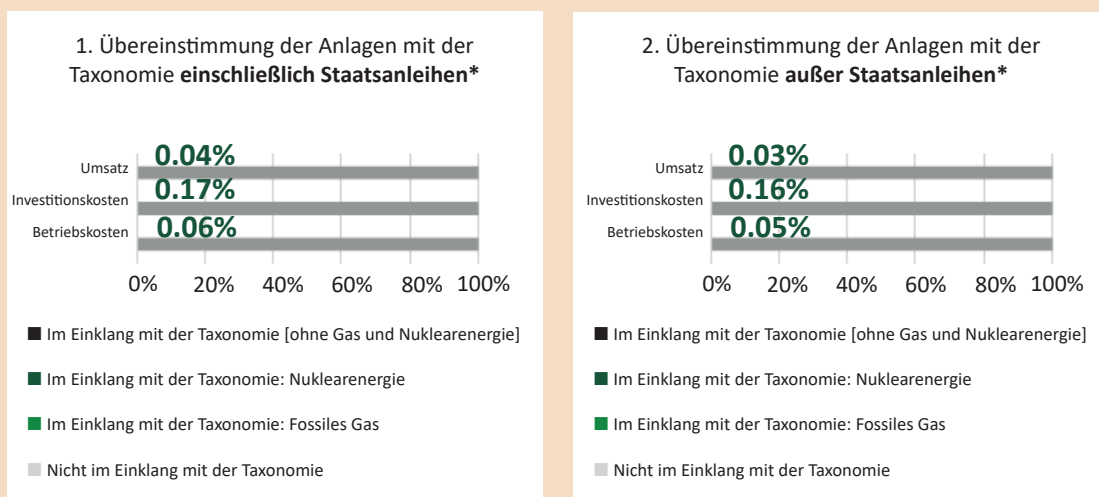 1. Übereinstimmung der Anlagen mit der
Taxonomie einschließlich Staatsanleihen*
Umsatz 0.04%
Investitionskosten 0.17%
Betriebskosten 0.06%
0% 20% 40% 60% 80% 100%
Im Einklang mit der Taxonomie [ohne Gas und Nuklearenergie]
Im Einklang mit der Taxonomie: Nuklearenergie
Im Einklang mit der Taxonomie: Fossiles Gas
Nicht im Einklang mit der Taxonomie
2. Übereinstimmung der Anlagen mit der
Taxonomie außer Staatsanleihen*
Umsatz 0.03%
Investitionskosten 0.16%
Betriebskosten 0.05%
0% 20% 40% 60% 80% 100%
Im Einklang mit der Taxonomie [ohne Gas und Nuklearenergie]
Im Einklang mit der Taxonomie: Nuklearenergie
Im Einklang mit der Taxonomie: Fossiles Gas
Nicht im Einklang mit der Taxonomie